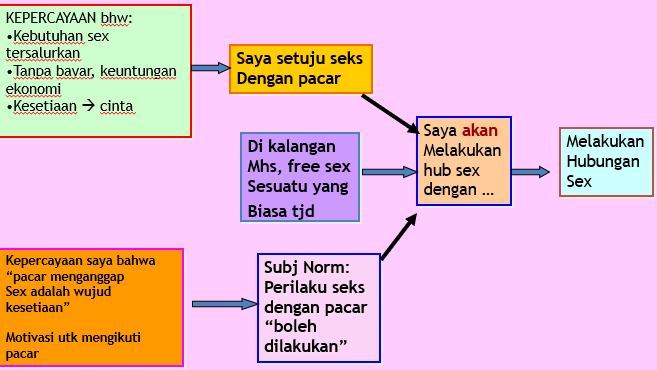 KEPERCAYAAN bhw:
•Kebutuhan sex
tersalurkan
•Tanpa bayar, keuntungan
ekonomi
•Kesetiaan → cinta
Saya setuju seks
Dengan pacar
Di kalangan
Mhs, free sex
Sesuatu yang
Biasa tjd
Saya akan
Melakukan
hub sex
dengan ...
Melakukan
Hubungan
Sex
Kepercayaan saya bahwa
“pacar menganggap
Sex adalah wujud
kesetiaan”
Motivasi utk mengikuti
pacar
Subj Norm:
Perilaku seks
dengan pacar
“boleh
dilakukan”